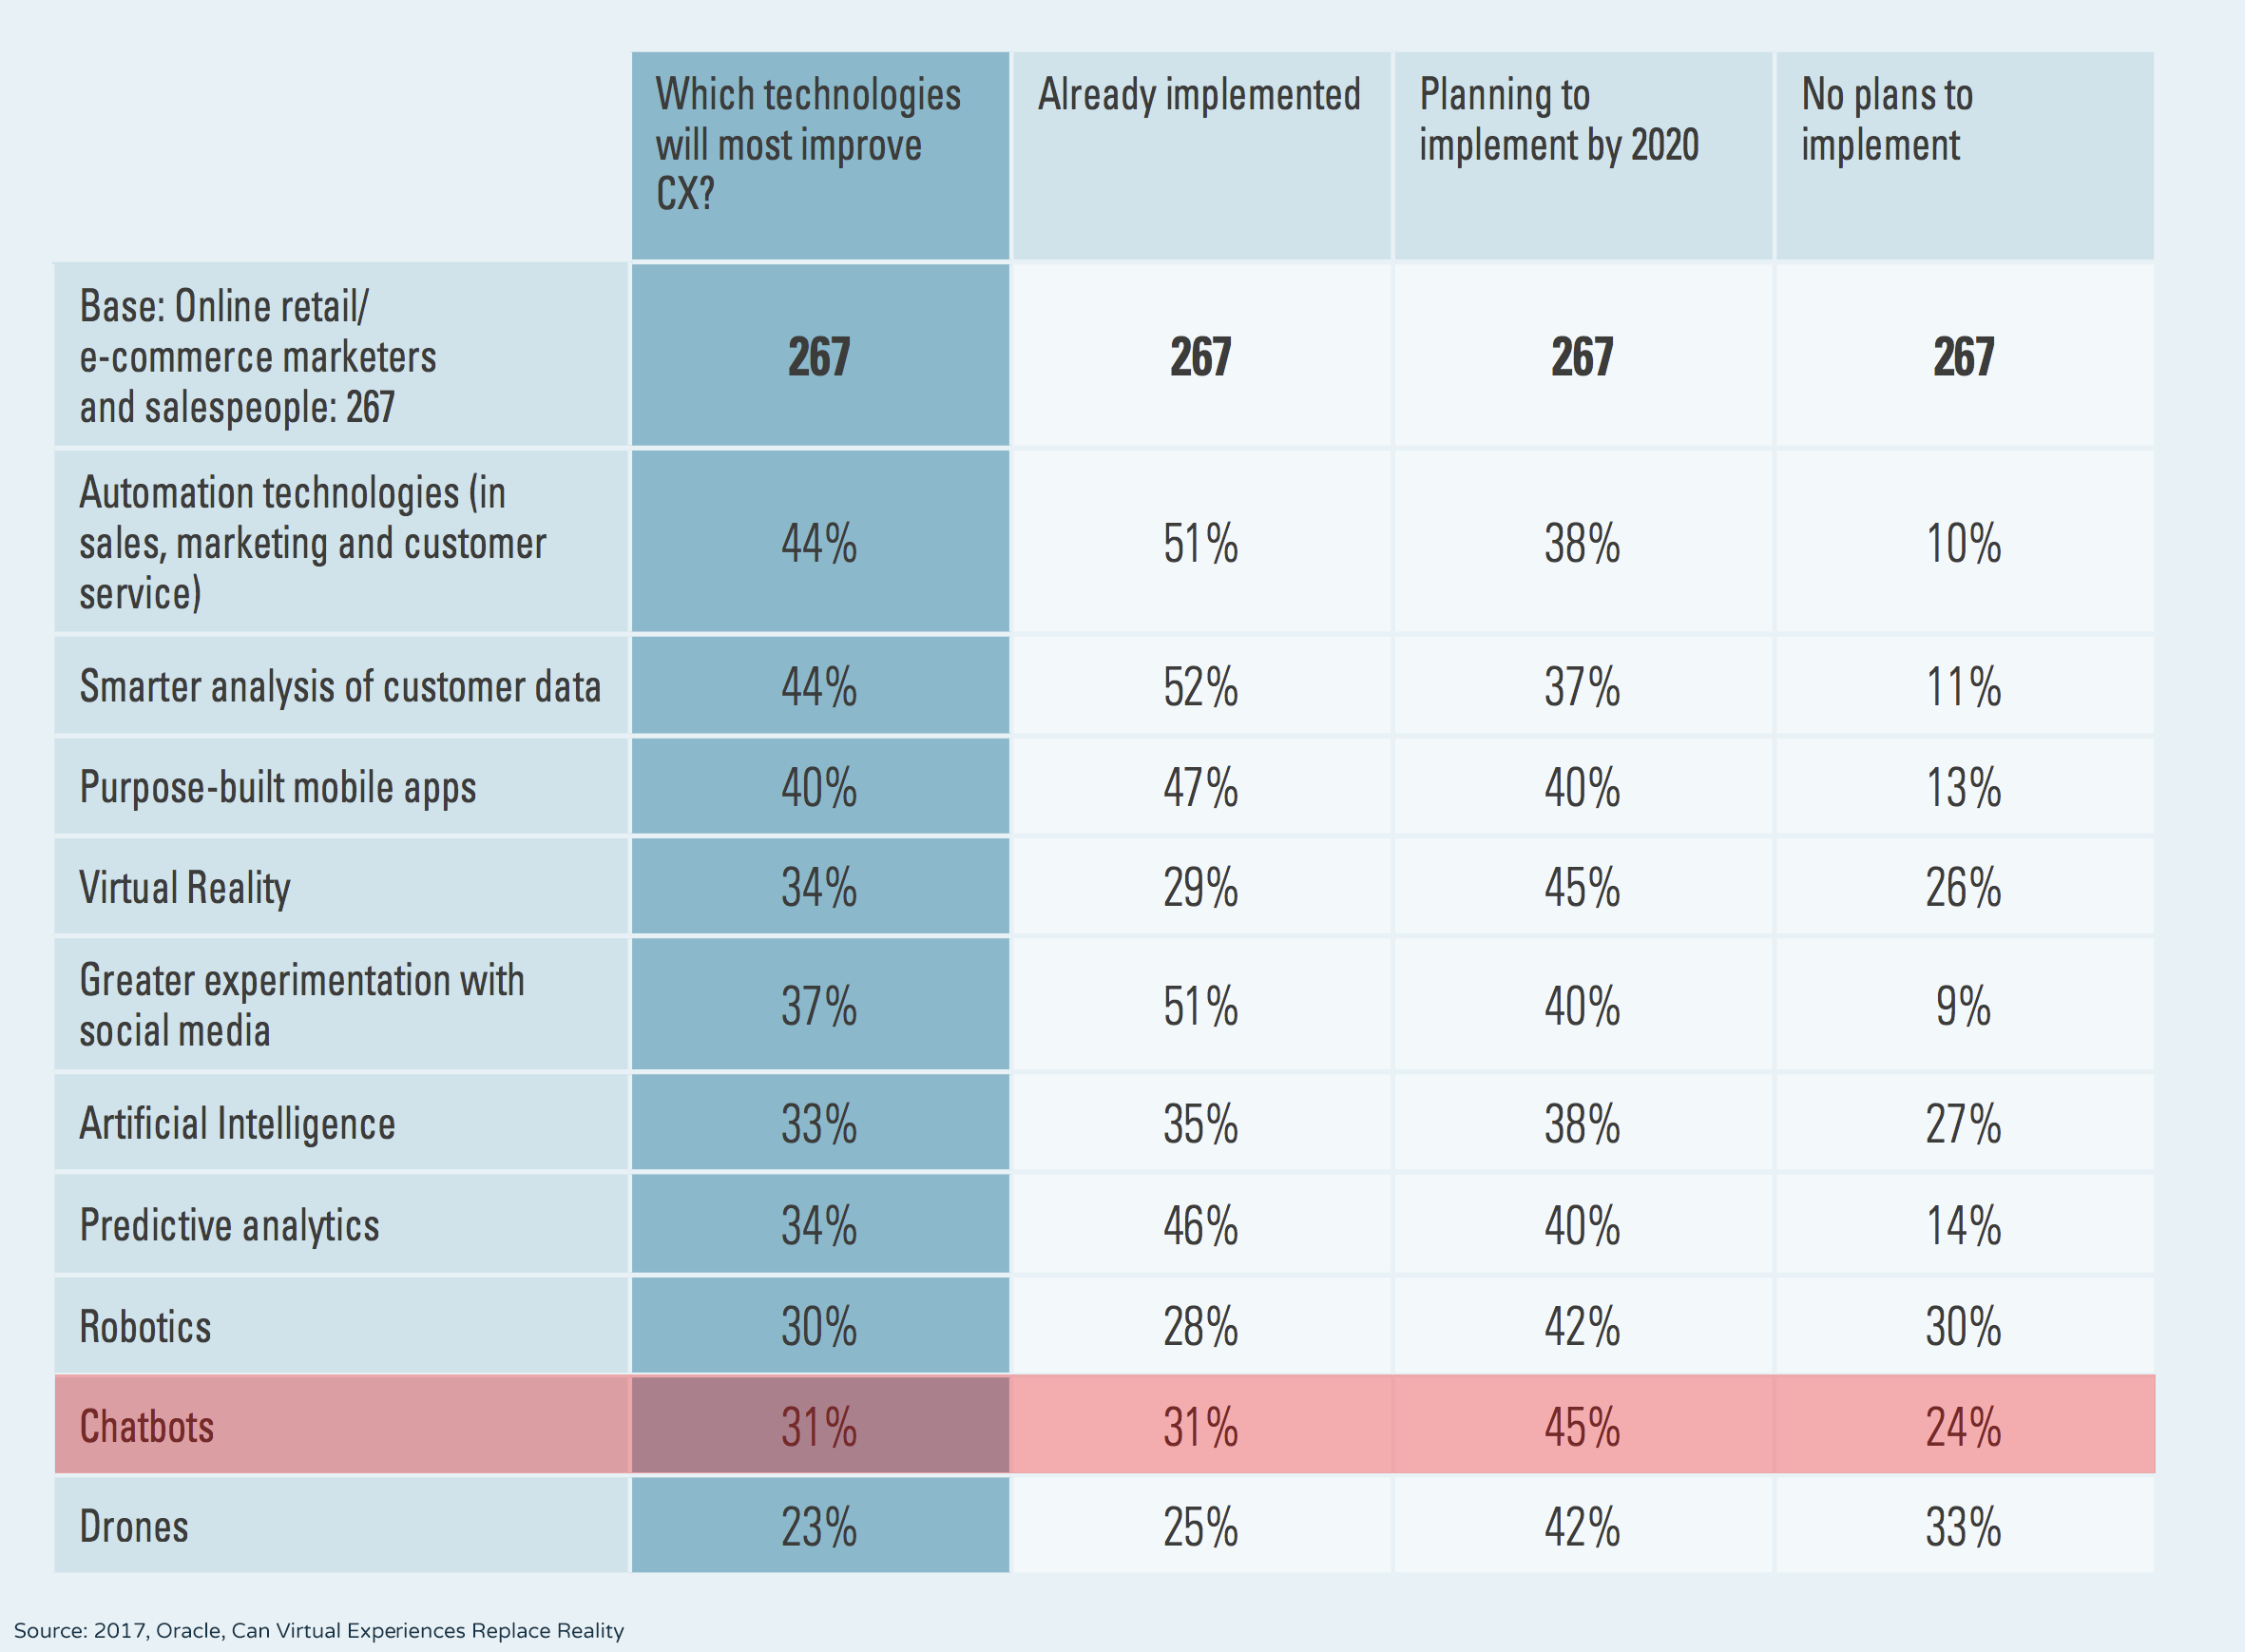 Which technologies
will most improve
CX?
Already implemented
Planning to
implement by 2020
No plans to
implement
Base: Online retail/
e-commerce marketers
and salespeople: 267
267 267 267 267
Automation technologies (in
sales, marketing and customer
service)
44% 51% 38% 10%
Smarter analysis of customer data 44% 52% 37% 11%
Purpose-built mobile apps 40% 47% 40% 13%
Virtual Reality 34% 29% 45% 26%
Greater experimentation with
social media
37% 51% 40% 9%
Artificial Intelligence 33% 35% 38% 27%
Predictive analytics 34% 46% 40% 14%
Robotics 30% 28% 42% 30%
Chatbots 31% 31% 45% 24%
Drones 23% 25% 42% 33%
Source: 2017, Oracle, Can Virtual Experiences Replace Reality